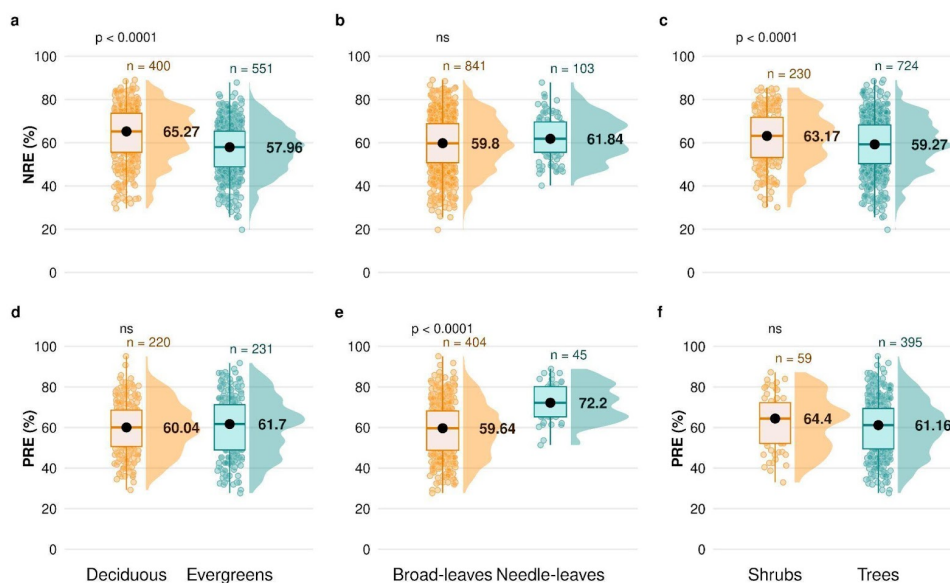 a
p < 0.0001
n = 400
n = 551
NRE (%)
100
80
60
40
20
0
65.27
57.96
b
ns
n = 841
n = 103
100
80
60
40
20
0
59.8
61.84
c
p < 0.0001
n = 230
n = 724
NRE (%)
100
80
60
40
20
0
63.17
59.27
d
ns
n = 220
n = 231
PRE (%)
100
80
60
40
20
0
60.04
61.7
Deciduous Evergreens
e
p < 0.0001
n = 404
n = 45
100
80
60
40
20
0
59.64
72.2
Broad-leaves Needle-leaves
f
ns
n = 59
n = 395
PRE (%)
100
80
60
40
20
0
64.4
61.16
Shrubs Trees